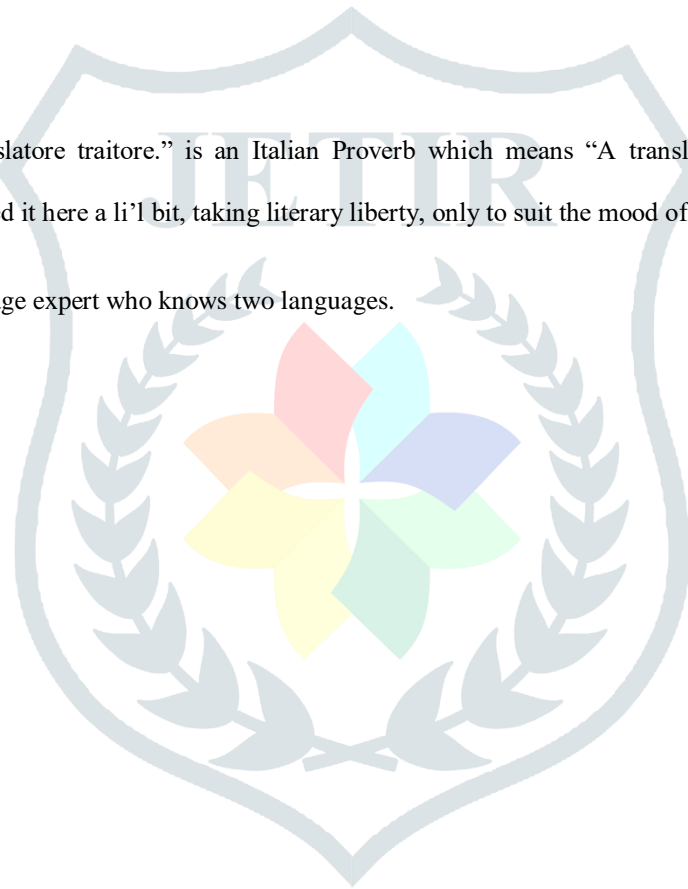 slatore traitore.” is an Italian Proverb which means “A transl
d it here a li’l bit, taking literary liberty, only to suit the mood of
ge expert who knows two languages.
JETIR